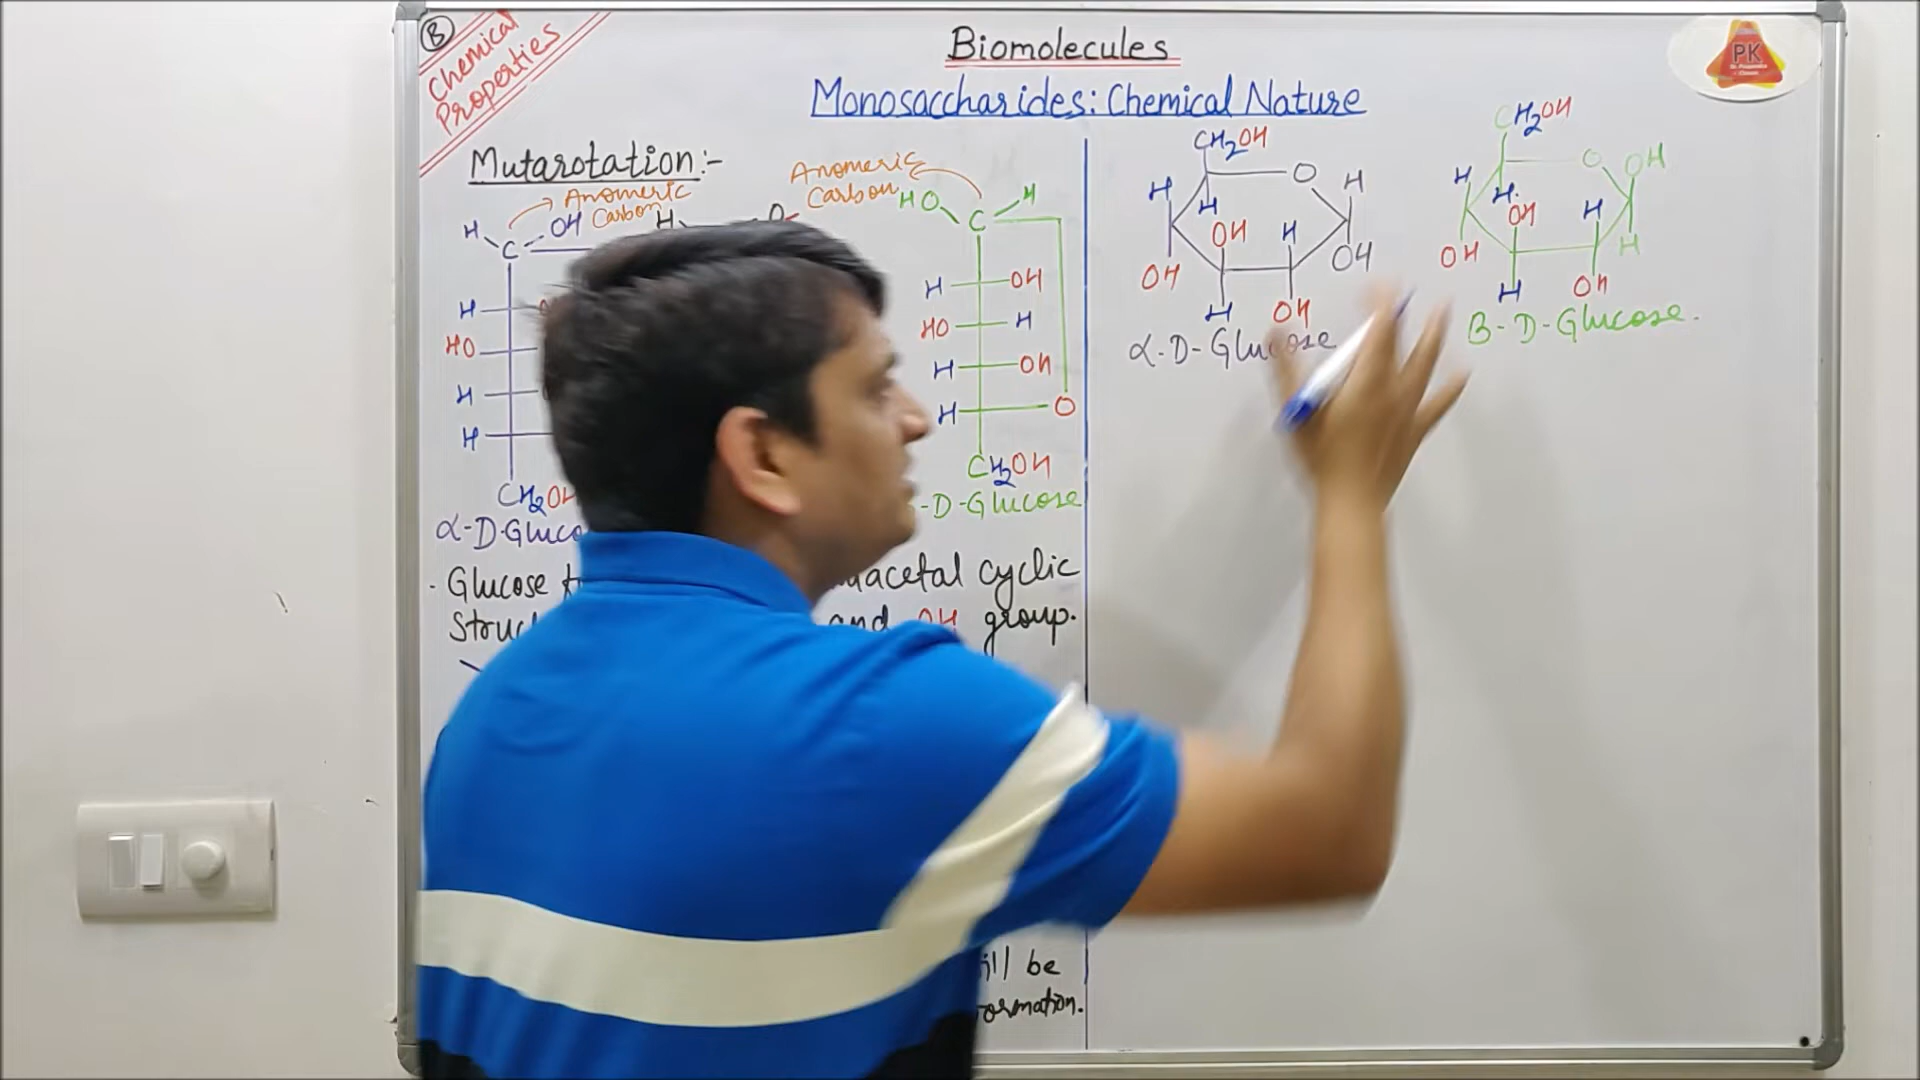 B
Chemical
Properties
Biomolecules
Monosaccharides: Chemical Nature
PK
Mutarotation:-
Anomeric
Carbon
H OH
C
H
HO
H
H
CH2OH
α-D-Gluco
H O
Anomeric
Carbon
HO H
C
H OH
HO H
H OH
H O
CH2OH
-D-Glucose
Glucose
acetal cyclic
Struc
and OH group.
ill be
ormation.
CH2OH
O
H H
H
OH H
OH OH
H OH
α-D-Glucose
CH2OH
O OH
H H
OH H
OH H
H OH
B-D-Glucose.